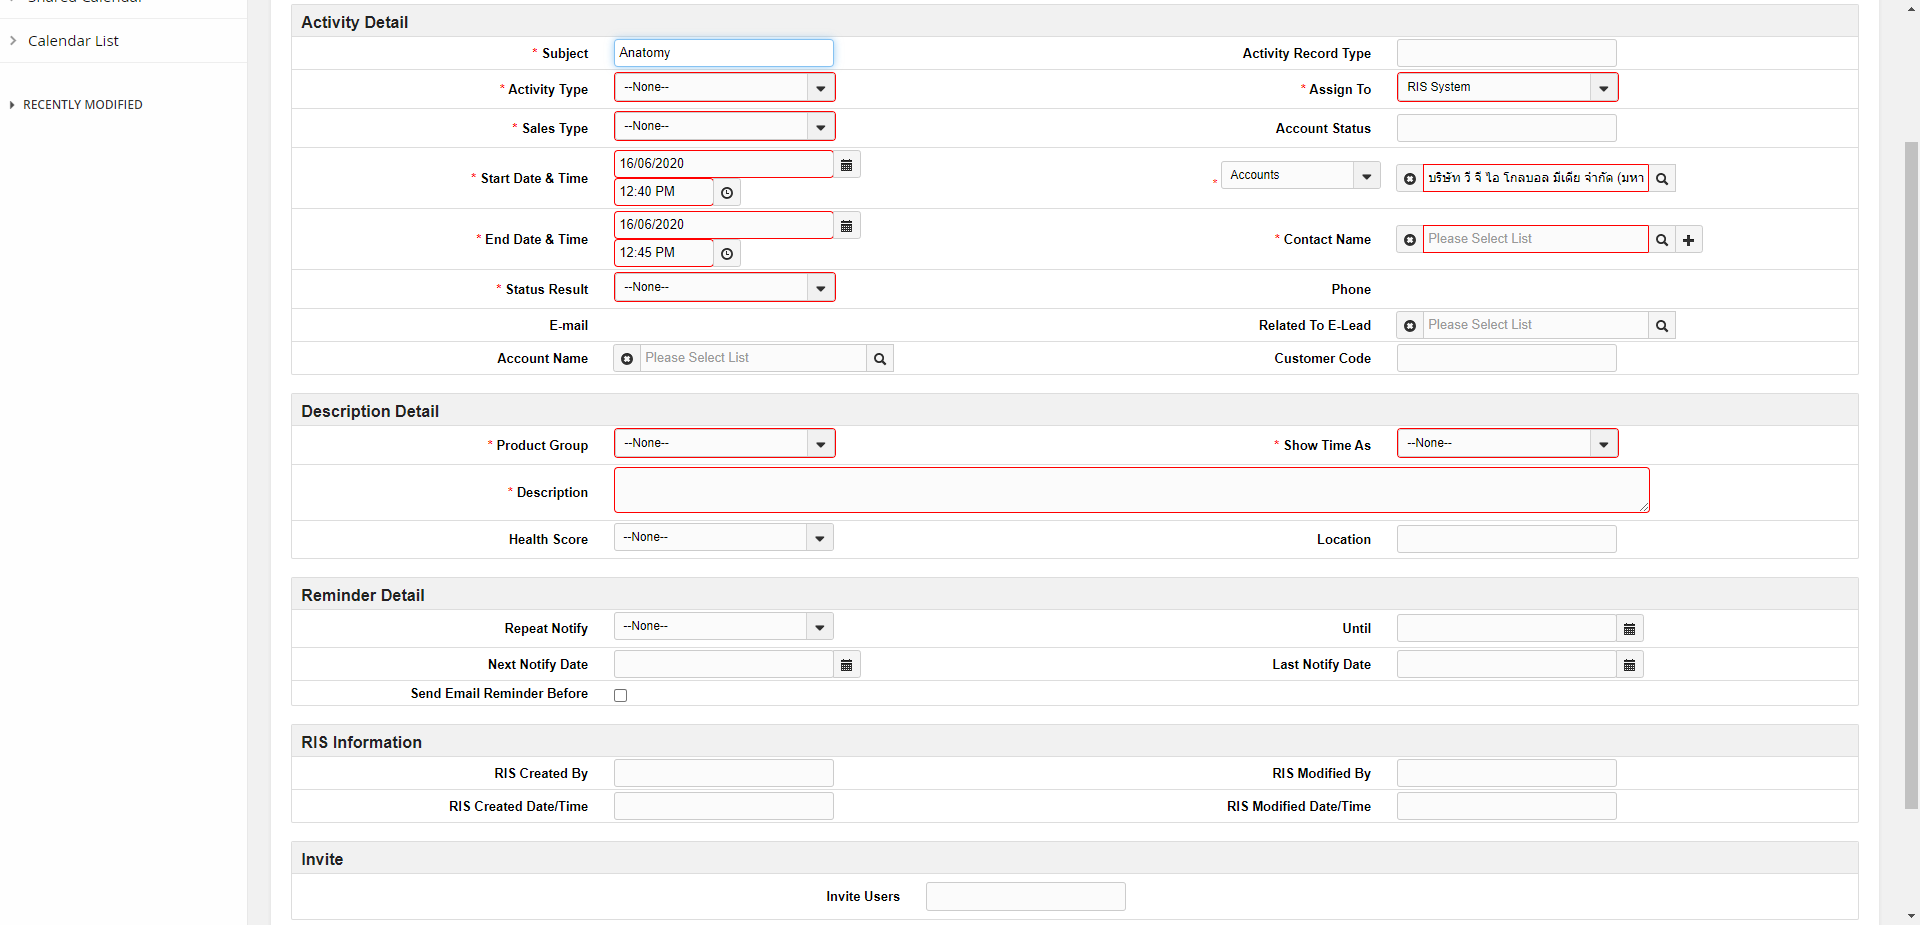 Calendar List
RECENTLY MODIFIED
Activity Detail
* Subject Anatomy Activity Record Type
* Activity Type --None-- * Assign To RIS System
* Sales Type --None-- Account Status
* Start Date & Time 16/06/2020 12:40 PM * Accounts บริษัท วี จี ไอ โกลบอล มีเดีย จำกัด (มหา
* End Date & Time 16/06/2020 12:45 PM * Contact Name Please Select List
* Status Result --None-- Phone
E-mail Related To E-Lead Please Select List
Account Name Please Select List Customer Code
Description Detail
* Product Group --None-- * Show Time As --None--
* Description
Health Score --None-- Location
Reminder Detail
Repeat Notify --None-- Until
Next Notify Date Last Notify Date
Send Email Reminder Before
RIS Information
RIS Created By RIS Modified By
RIS Created Date/Time RIS Modified Date/Time
Invite
Invite Users